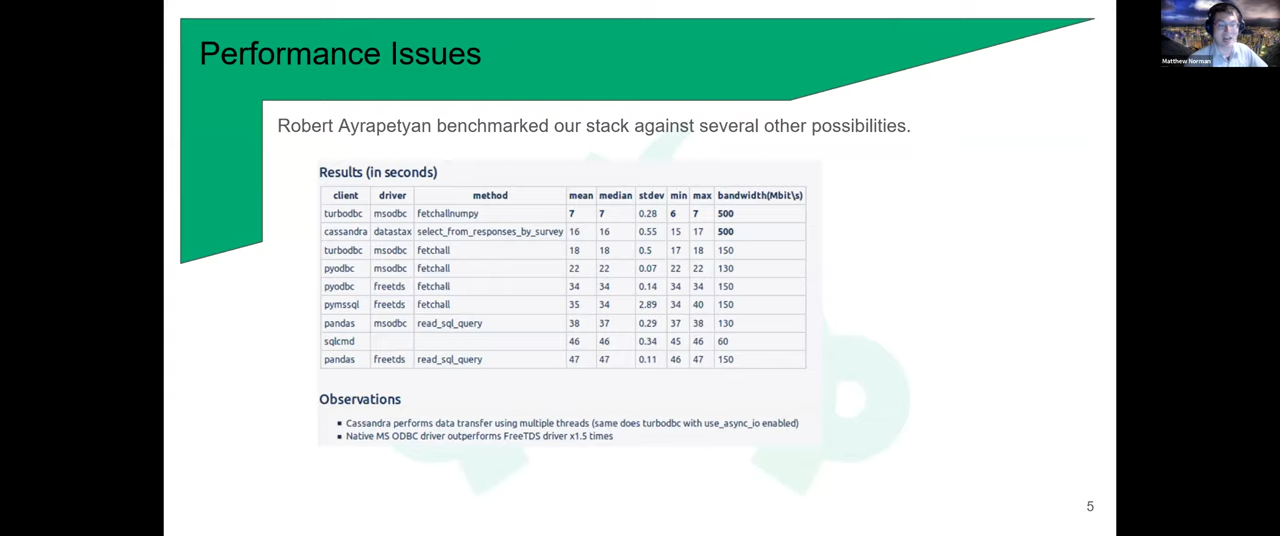 Performance Issues
Matthew Norman
Robert Ayrapetyan benchmarked our stack against several other possibilities.
Results (in seconds)
client driver method mean median stdev min max bandwidth(Mbit\s)
turbodbc msodbc fetchallnumpy 7 7 0.28 6 7 500
cassandra datastax select_from_responses_by_survey 16 16 0.55 15 17 500
turbodbc msodbc fetchall 18 18 0.5 17 18 150
pyodbc msodbc fetchall 22 22 0.07 22 22 130
pyodbc freetds fetchall 34 34 0.14 34 34 150
pymssql freetds fetchall 35 34 2.89 34 40 150
pandas msodbc read_sql_query 38 37 0.29 37 38 130
sqlcmd 46 46 0.34 45 46 60
pandas freetds read_sql_query 47 47 0.11 46 47 150
Observations
▪ Cassandra performs data transfer using multiple threads (same does turbodbc with use_async_io enabled)
▪ Native MS ODBC driver outperforms FreeTDS driver x1.5 times
5